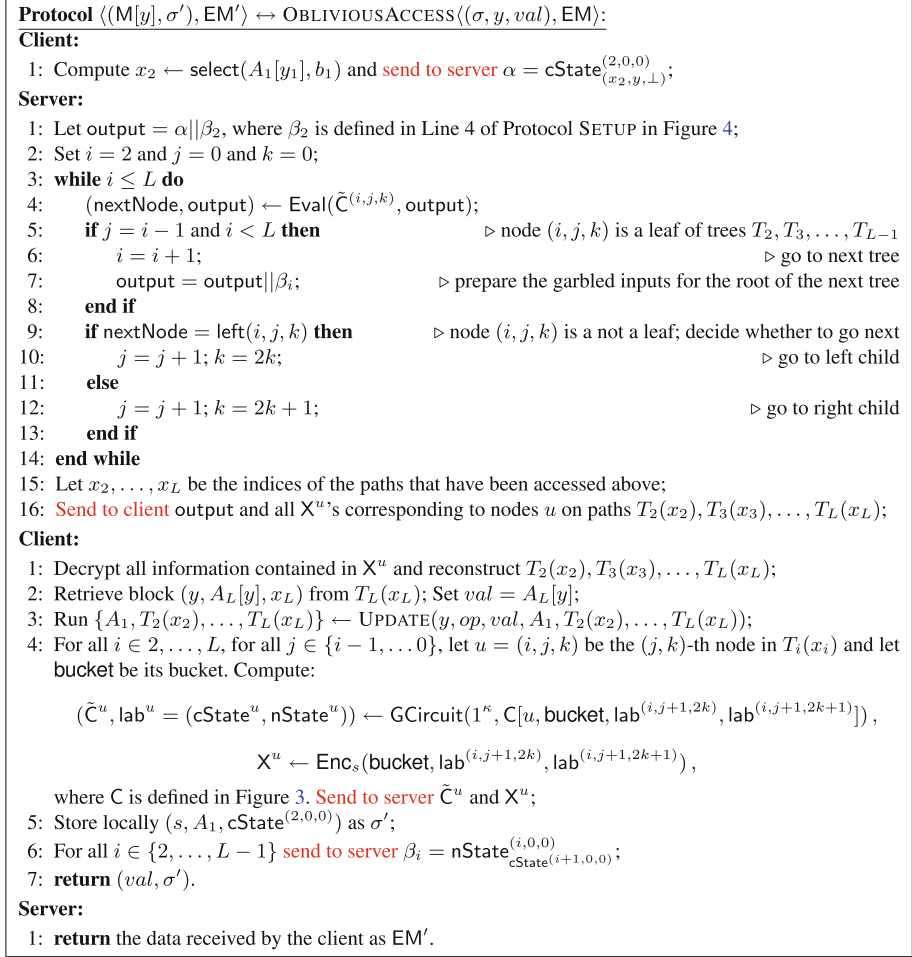 Protocol ⟨(M[y], σ′), EM′⟩ ↔ OBLIVIOUSACCESS⟨(σ, y, val), EM⟩:
Client:
1: Compute x₂ ← select(A₁[y₁], b₁) and send to server α = cState^{(2,0,0)}_{(x₂,y,⊥)};
Server:
1: Let output = α||β₂, where β₂ is defined in Line 4 of Protocol SETUP in Figure 4;
2: Set i = 2 and j = 0 and k = 0;
3: while i ≤ L do
4: (nextNode, output) ← Eval(C̃^{(i,j,k)}, output);
5: if j = i − 1 and i < L then ▷ node (i, j, k) is a leaf of trees T₂, T₃, . . . , T_{L−1}
6: i = i + 1; ▷ go to next tree
7: output = output||β_i; ▷ prepare the garbled inputs for the root of the next tree
8: end if
9: if nextNode = left(i, j, k) then ▷ node (i, j, k) is a not a leaf; decide whether to go next
10: j = j + 1; k = 2k; ▷ go to left child
11: else
12: j = j + 1; k = 2k + 1; ▷ go to right child
13: end if
14: end while
15: Let x₂, . . . , x_L be the indices of the paths that have been accessed above;
16: Send to client output and all X^u's corresponding to nodes u on paths T₂(x₂), T₃(x₃), . . . , T_L(x_L);
Client:
1: Decrypt all information contained in X^u and reconstruct T₂(x₂), T₃(x₃), . . . , T_L(x_L);
2: Retrieve block (y, A_L[y], x_L) from T_L(x_L); Set val = A_L[y];
3: Run {A₁, T₂(x₂), . . . , T_L(x_L)} ← UPDATE(y, op, val, A₁, T₂(x₂), . . . , T_L(x_L));
4: For all i ∈ 2, . . . , L, for all j ∈ {i − 1, . . . 0}, let u = (i, j, k) be the (j, k)-th node in T_i(x_i) and let
bucket be its bucket. Compute:
(C̃^u, lab^u = (cState^u, nState^u)) ← GCircuit(1^κ, C[u, bucket, lab^{(i,j+1,2k)}, lab^{(i,j+1,2k+1)}]) ,
X^u ← Enc_s(bucket, lab^{(i,j+1,2k)}, lab^{(i,j+1,2k+1)}) ,
where C is defined in Figure 3. Send to server C̃^u and X^u;
5: Store locally (s, A₁, cState^{(2,0,0)}) as σ′;
6: For all i ∈ {2, . . . , L − 1} send to server β_i = nState^{(i,0,0)}_{cState^{(i+1,0,0)}};
7: return (val, σ′).
Server:
1: return the data received by the client as EM′.